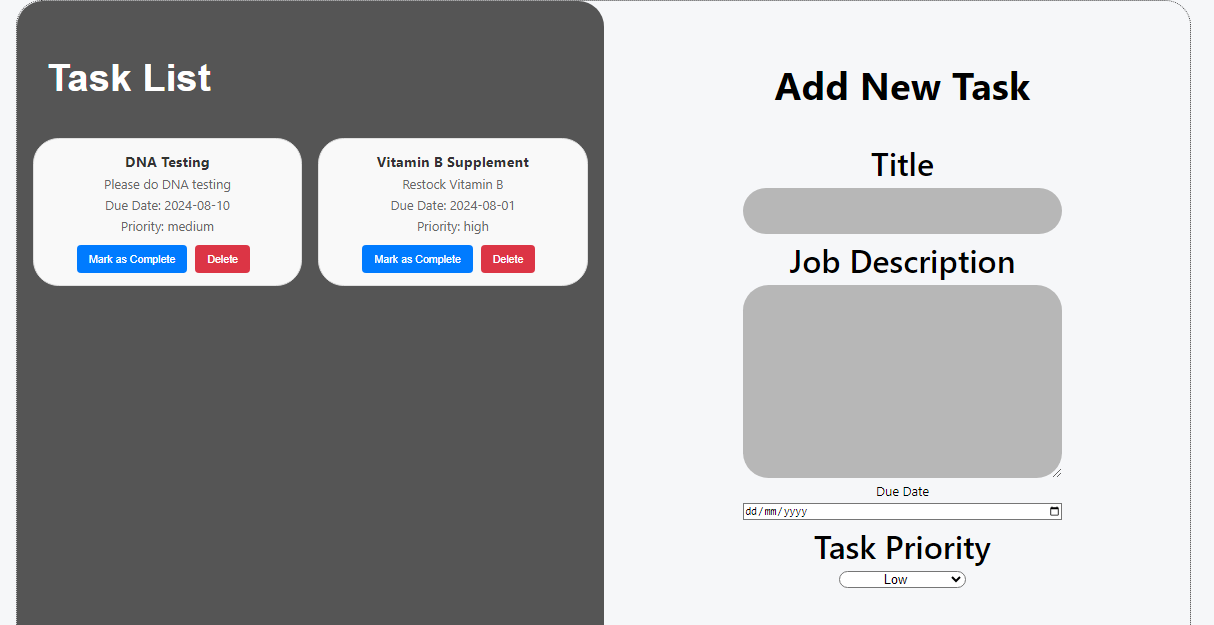 Task List
DNA Testing
Please do DNA testing
Due Date: 2024-08-10
Priority: medium
Mark as Complete Delete
Vitamin B Supplement
Restock Vitamin B
Due Date: 2024-08-01
Priority: high
Mark as Complete Delete
Add New Task
Title
Job Description
Due Date
dd/mm/yyyy
Task Priority
Low